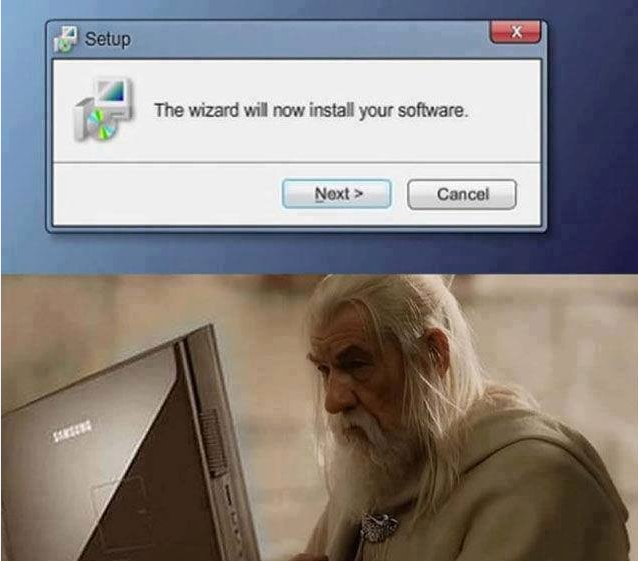 Setup
X
The wizard will now install your software.
Next >
Cancel
SAMSUNG